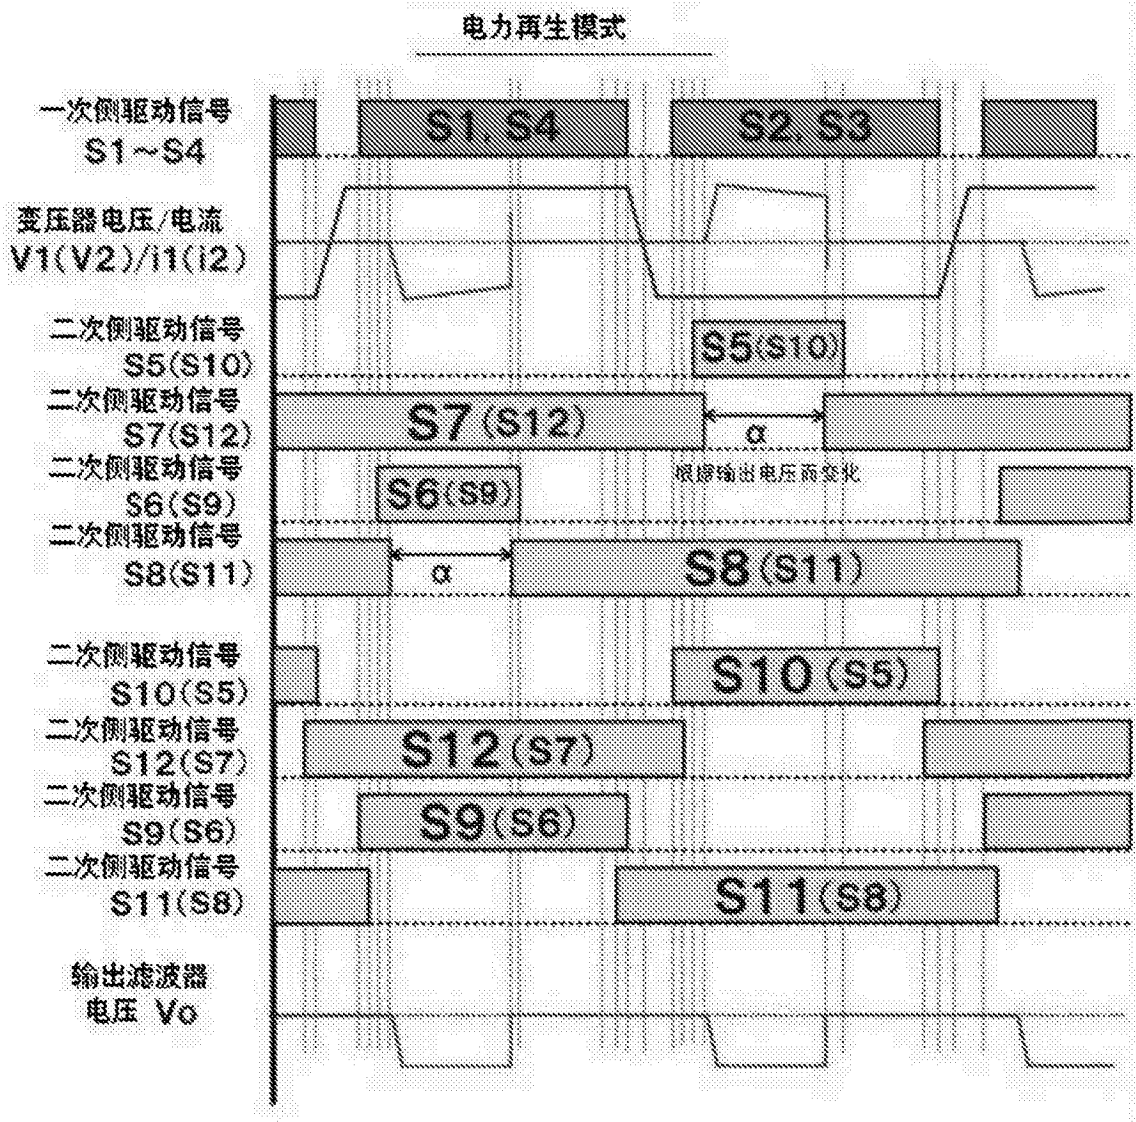 电力再生模式
一次侧驱动信号
S1～S4
S1, S4
S2, S3
变压器电压/电流
V1(V2)/i1(i2)
二次侧驱动信号
S5(S10)
S5(S10)
二次侧驱动信号
S7(S12)
S7(S12)
α
根据输出电压而变化
二次侧驱动信号
S6(S9)
S6(S9)
二次侧驱动信号
S8(S11)
α
S8(S11)
二次侧驱动信号
S10(S5)
S10(S5)
二次侧驱动信号
S12(S7)
S12(S7)
二次侧驱动信号
S9(S6)
S9(S6)
二次侧驱动信号
S11(S8)
S11(S8)
输出滤波器
电压 Vo